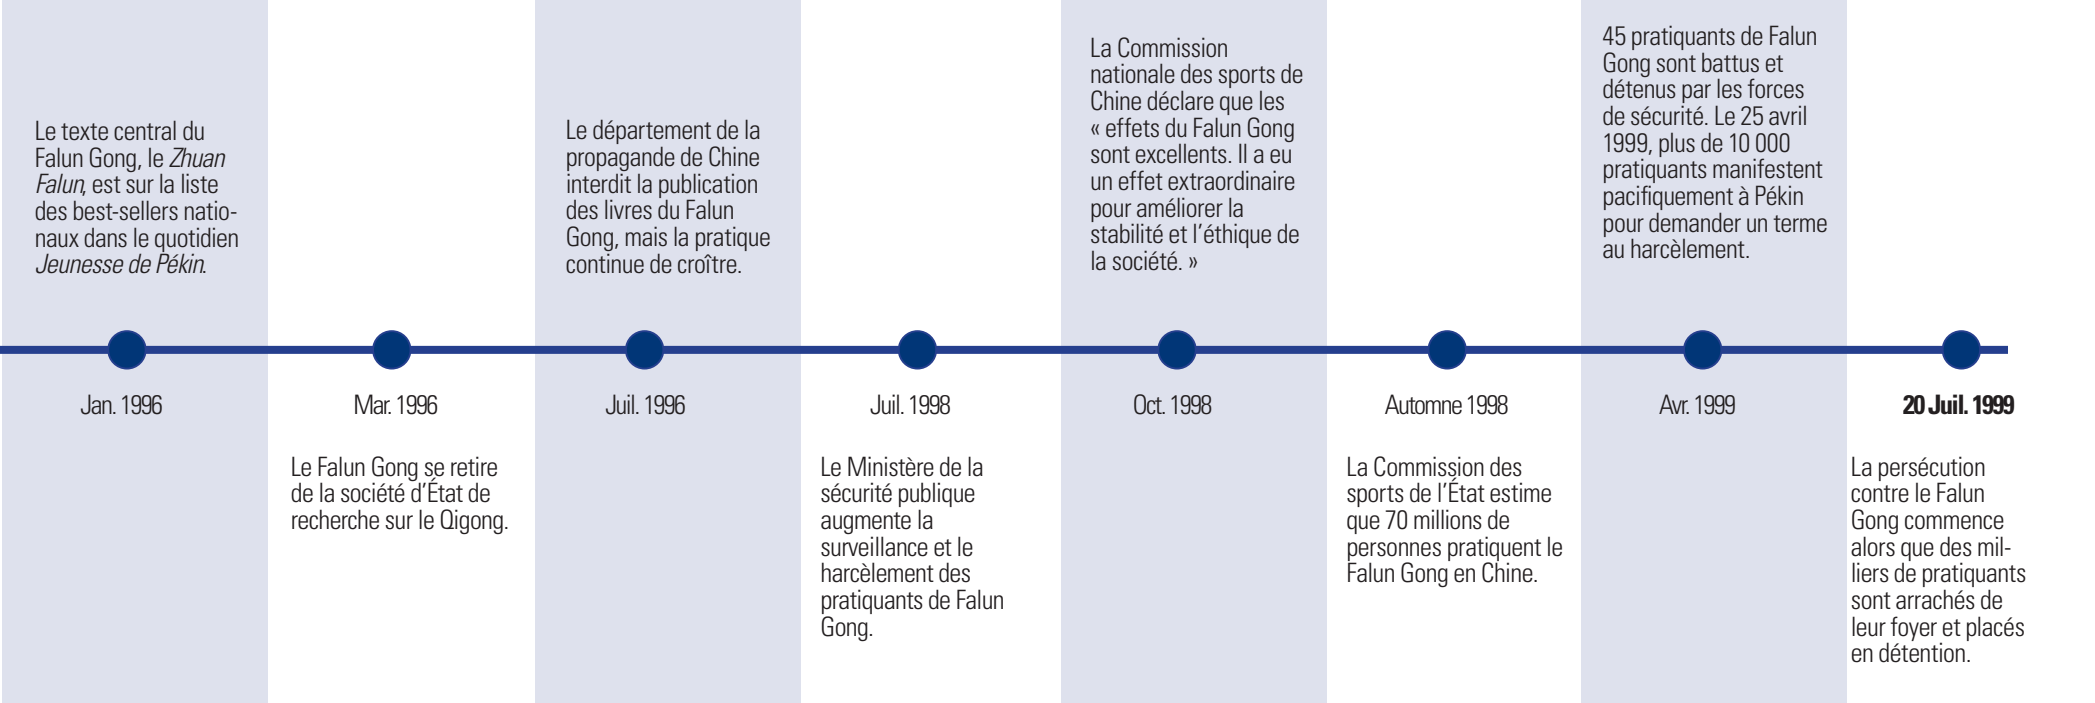 Le texte central du
Falun Gong, le Zhuan
Falun, est sur la liste
des best-sellers natio-
naux dans le quotidien
Jeunesse de Pékin.
Jan. 1996
Mar. 1996
Le Falun Gong se retire
de la société d'État de
recherche sur le Qigong.
Le département de la
propagande de Chine
interdit la publication
des livres du Falun
Gong, mais la pratique
continue de croître.
Juil. 1996
Juil. 1998
Le Ministère de la
sécurité publique
augmente la
surveillance et le
harcèlement des
pratiquants de Falun
Gong.
La Commission
nationale des sports de
Chine déclare que les
« effets du Falun Gong
sont excellents. Il a eu
un effet extraordinaire
pour améliorer la
stabilité et l'éthique de
la société. »
Oct. 1998
Automne 1998
La Commission des
sports de l'État estime
que 70 millions de
personnes pratiquent le
Falun Gong en Chine.
45 pratiquants de Falun
Gong sont battus et
détenus par les forces
de sécurité. Le 25 avril
1999, plus de 10 000
pratiquants manifestent
pacifiquement à Pékin
pour demander un terme
au harcèlement.
Avr. 1999
20 Juil. 1999
La persécution
contre le Falun
Gong commence
alors que des mil-
liers de pratiquants
sont arrachés de
leur foyer et placés
en détention.